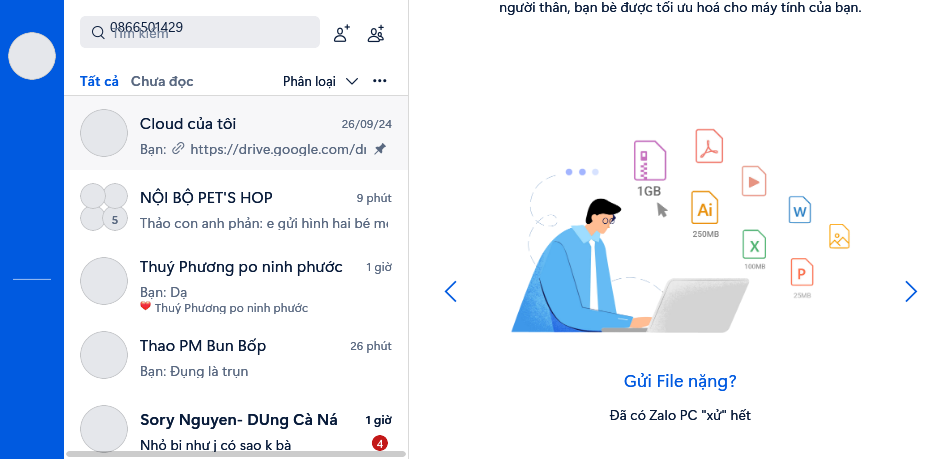 0866501429
Tìm kiếm
Tất cả Chưa đọc Phân loại
Cloud của tôi 26/09/24
Bạn: https://drive.google.com/dr
NỘI BỘ PET'S HOP 9 phút
5
Thảo con anh phản: e gửi hình hai bé mè
Thuý Phương po ninh phước 1 giờ
Bạn: Dạ
Thuý Phương po ninh phước
Thao PM Bun Bốp 26 phút
Bạn: Đụng là trụn
Sory Nguyen- DUng Cà Ná 1 giờ
Nhỏ bị như j có sao k bà 4
người thân, bạn bè được tối ưu hoá cho máy tính của bạn.
1GB
Ai
250MB
W
X
100MB
P
25MB
Gửi File nặng?
Đã có Zalo PC "xử" hết